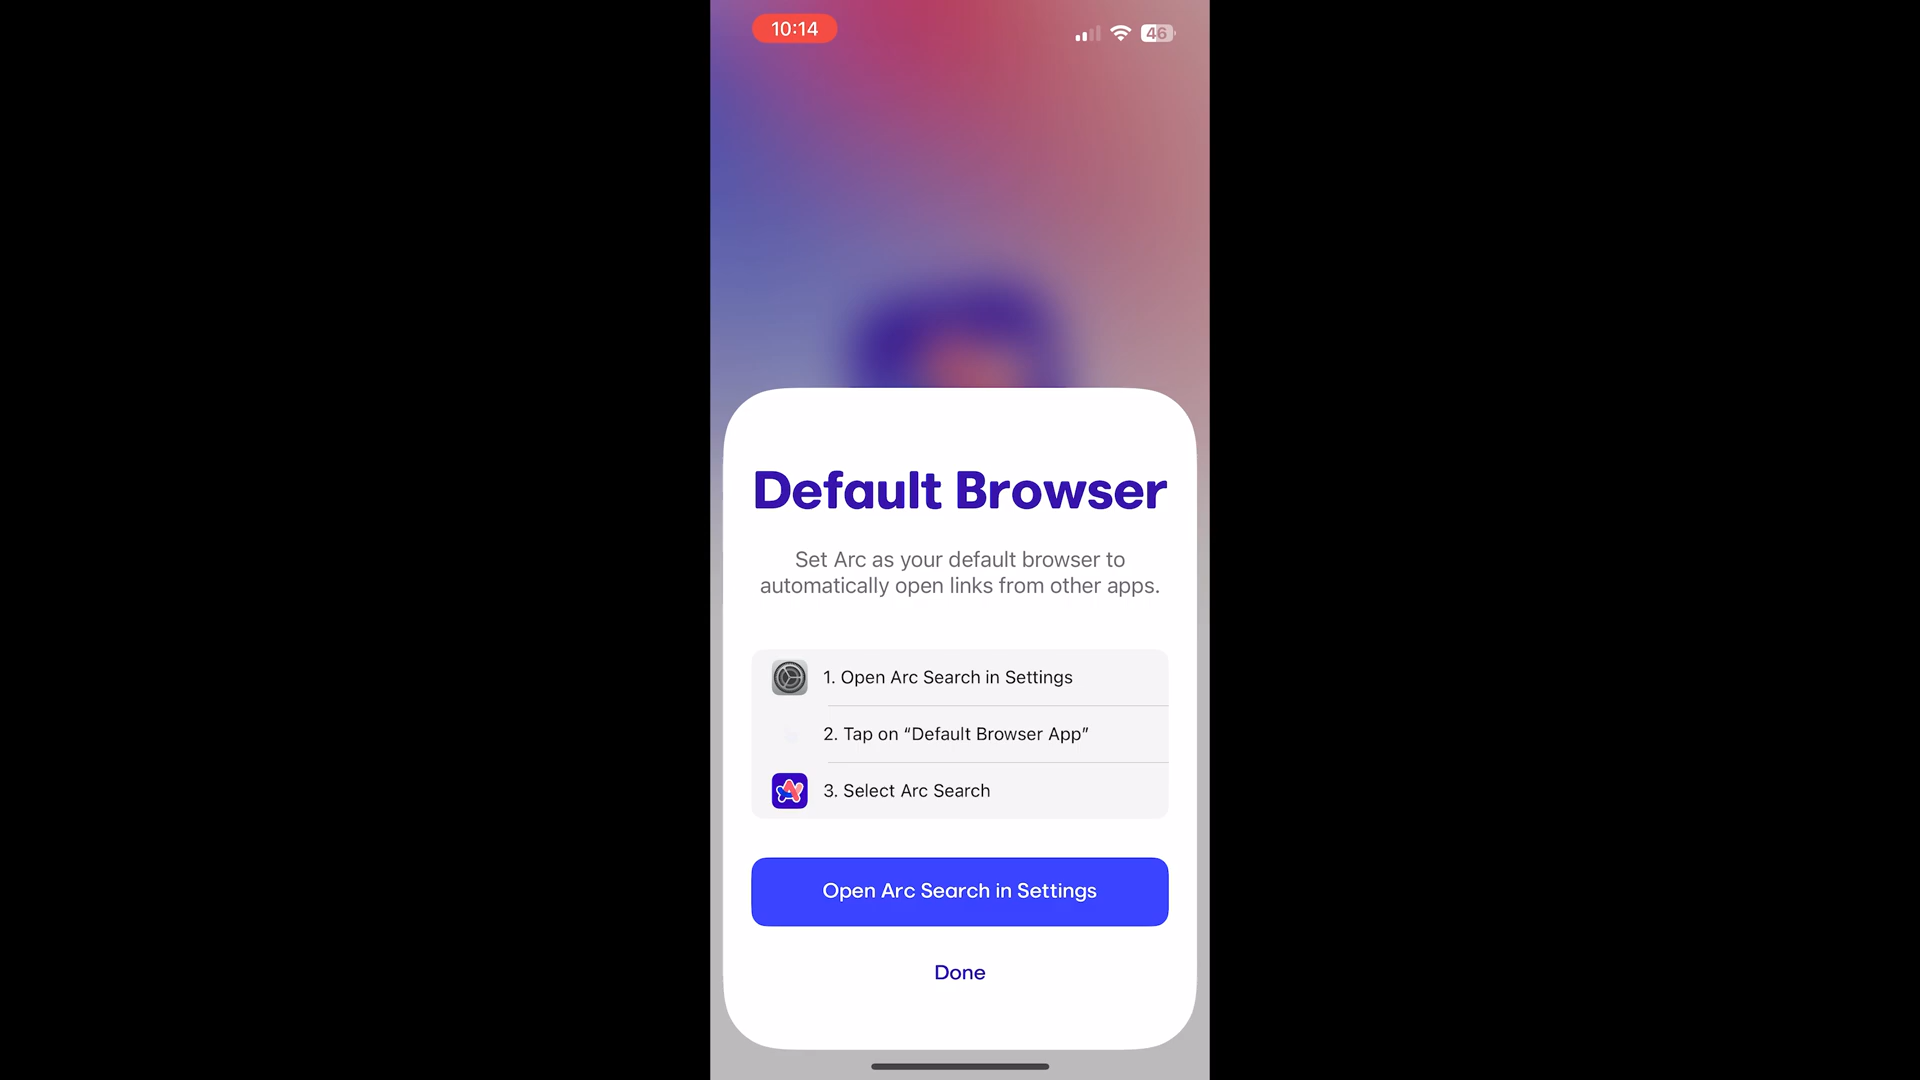 10:14
46
Default Browser
Set Arc as your default browser to
automatically open links from other apps.
1. Open Arc Search in Settings
2. Tap on “Default Browser App”
3. Select Arc Search
Open Arc Search in Settings
Done